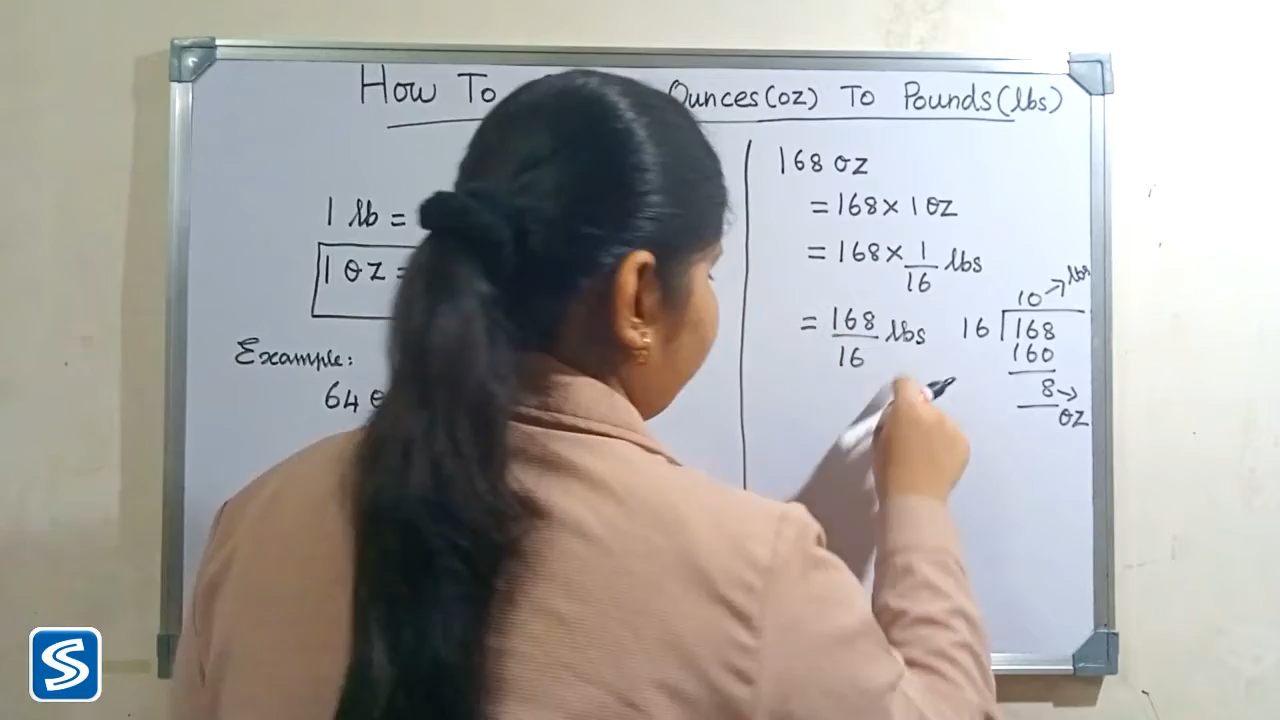 How To Ounces(oz) To Pounds(lbs)
1 lb =
1 oz =
Example:
64
168 oz
= 168 × 1 oz
= 168 × 1/16 lbs
= 168/16 lbs
10 → lbs
16 168
160
8 →
oz
S